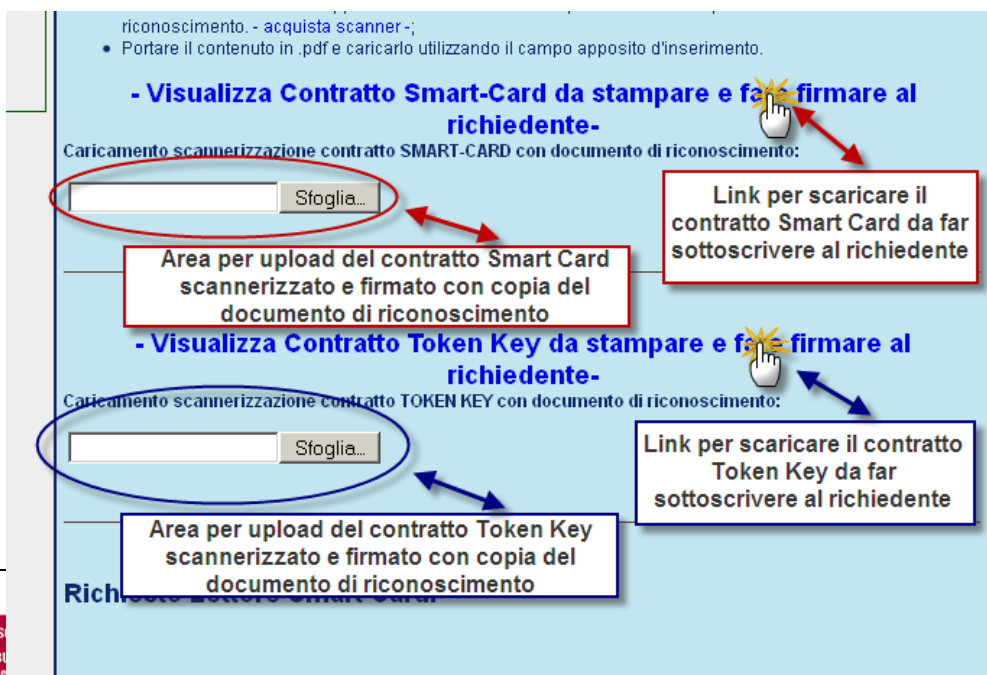 riconoscimento. - acquista scanner -;
• Portare il contenuto in .pdf e caricarlo utilizzando il campo apposito d'inserimento.
- Visualizza Contratto Smart-Card da stampare e fare firmare al
richiedente-
Caricamento scannerizzazione contratto SMART-CARD con documento di riconoscimento:
Sfoglia...
Link per scaricare il
contratto Smart Card da far
sottoscrivere al richiedente
Area per upload del contratto Smart Card
scannerizzato e firmato con copia del
documento di riconoscimento
- Visualizza Contratto Token Key da stampare e fare firmare al
richiedente-
Caricamento scannerizzazione contratto TOKEN KEY con documento di riconoscimento:
Sfoglia...
Link per scaricare il contratto
Token Key da far
sottoscrivere al richiedente
Area per upload del contratto Token Key
scannerizzato e firmato con copia del
documento di riconoscimento